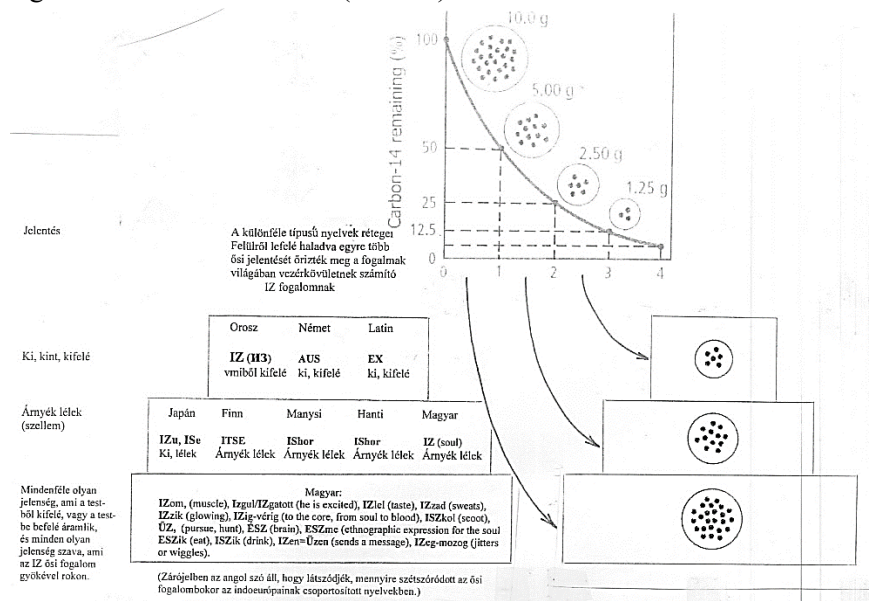 10.0 g
100
5.00 g
Carbon-14 remaining (%)
50
2.50 g
25
1.25 g
12.5
0
0 1 2 3 4
Jelentés
A különféle típusú nyelvek rétegei
Felülről lefelé haladva egyre több
ősi jelentését őrizték meg a fogalmak
világában vezérkövületnek számító
IZ fogalomnak
Orosz Német Latin
Ki, kint, kifelé
IZ (ИЗ) AUS EX
vmiből kifelé ki, kifelé ki, kifelé
Árnyék lélek
(szellem)
Japán Finn Manysi Hanti Magyar
IZu, ISe ITSE IShor IShor IZ (soul)
Ki, lélek Árnyék lélek Árnyék lélek Árnyék lélek Árnyék lélek
Mindenféle olyan
jelenség, ami a test-
ből kifelé, vagy a test-
be befelé áramlik,
és minden olyan
jelenség szava, ami
az IZ ősi fogalom
gyökével rokon.
Magyar:
IZom, (muscle), Izgul/IZgatott (he is excited), IZlel (taste), IZzad (sweats),
IZzik (glowing), IZig-vérig (to the core, from soul to blood), ISZkol (scoot),
ŰZ, (pursue, hunt), ÉSZ (brain), ESZme (ethnographic expression for the soul
ESZik (eat), ISZik (drink), IZen=Üzen (sends a message), IZeg-mozog (jitters
or wiggles).
(Zárójelben az angol szó áll, hogy látsződjék, mennyire szétszóródott az ősi
fogalombokor az indoeurópainak csoportosított nyelvekben.)